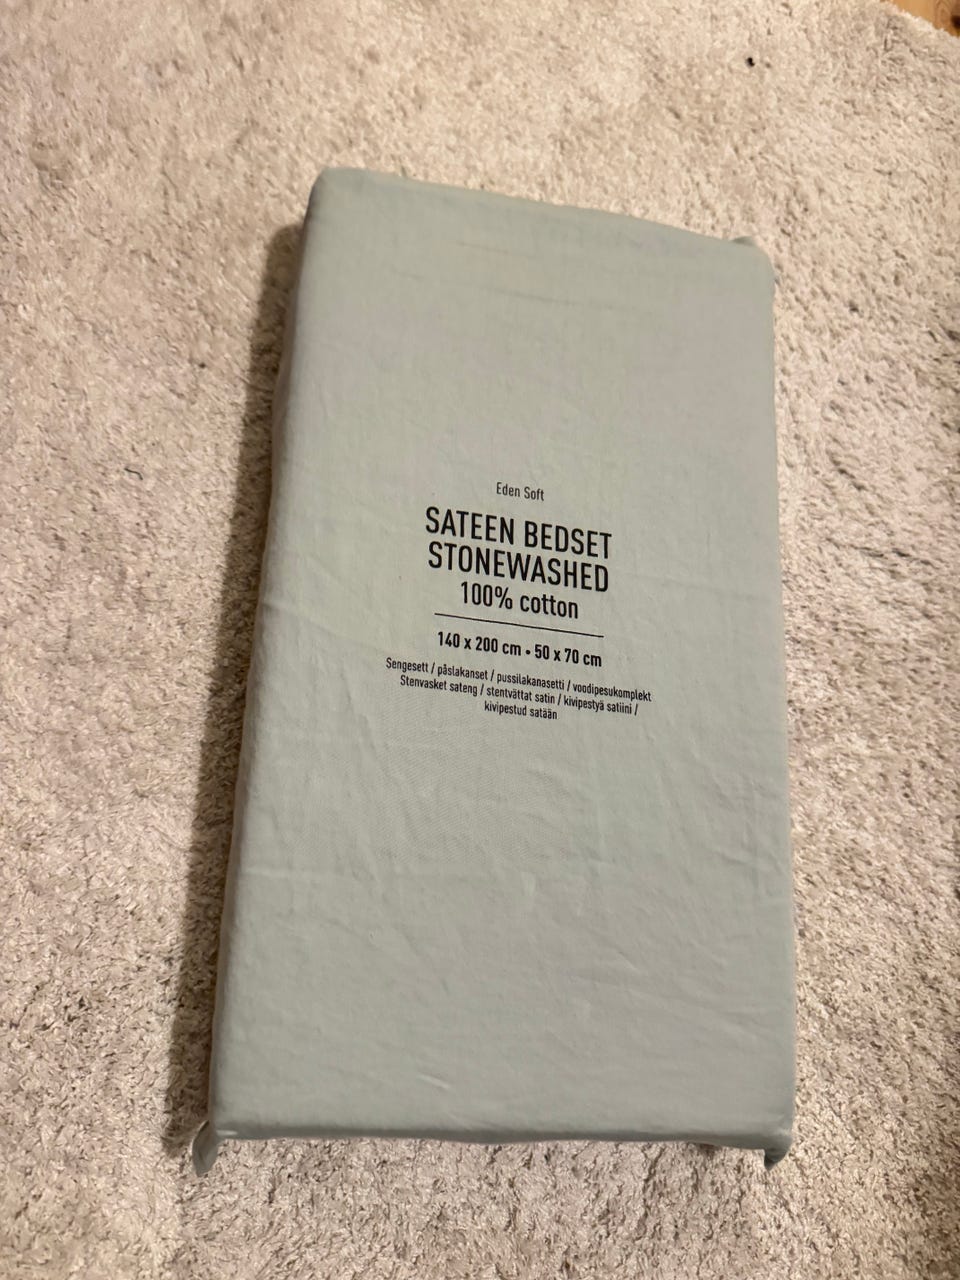 Eden Soft
SATEEN BEDSET
STONEWASHED
100% cotton
140 x 200 cm • 50 x 70 cm
Sengesett / påslakanset / pussilakanasetti / voodipesukomplekt
Stenvasket sateng / stentvättat satin / kivipestyä satiini /
kivipestud satään